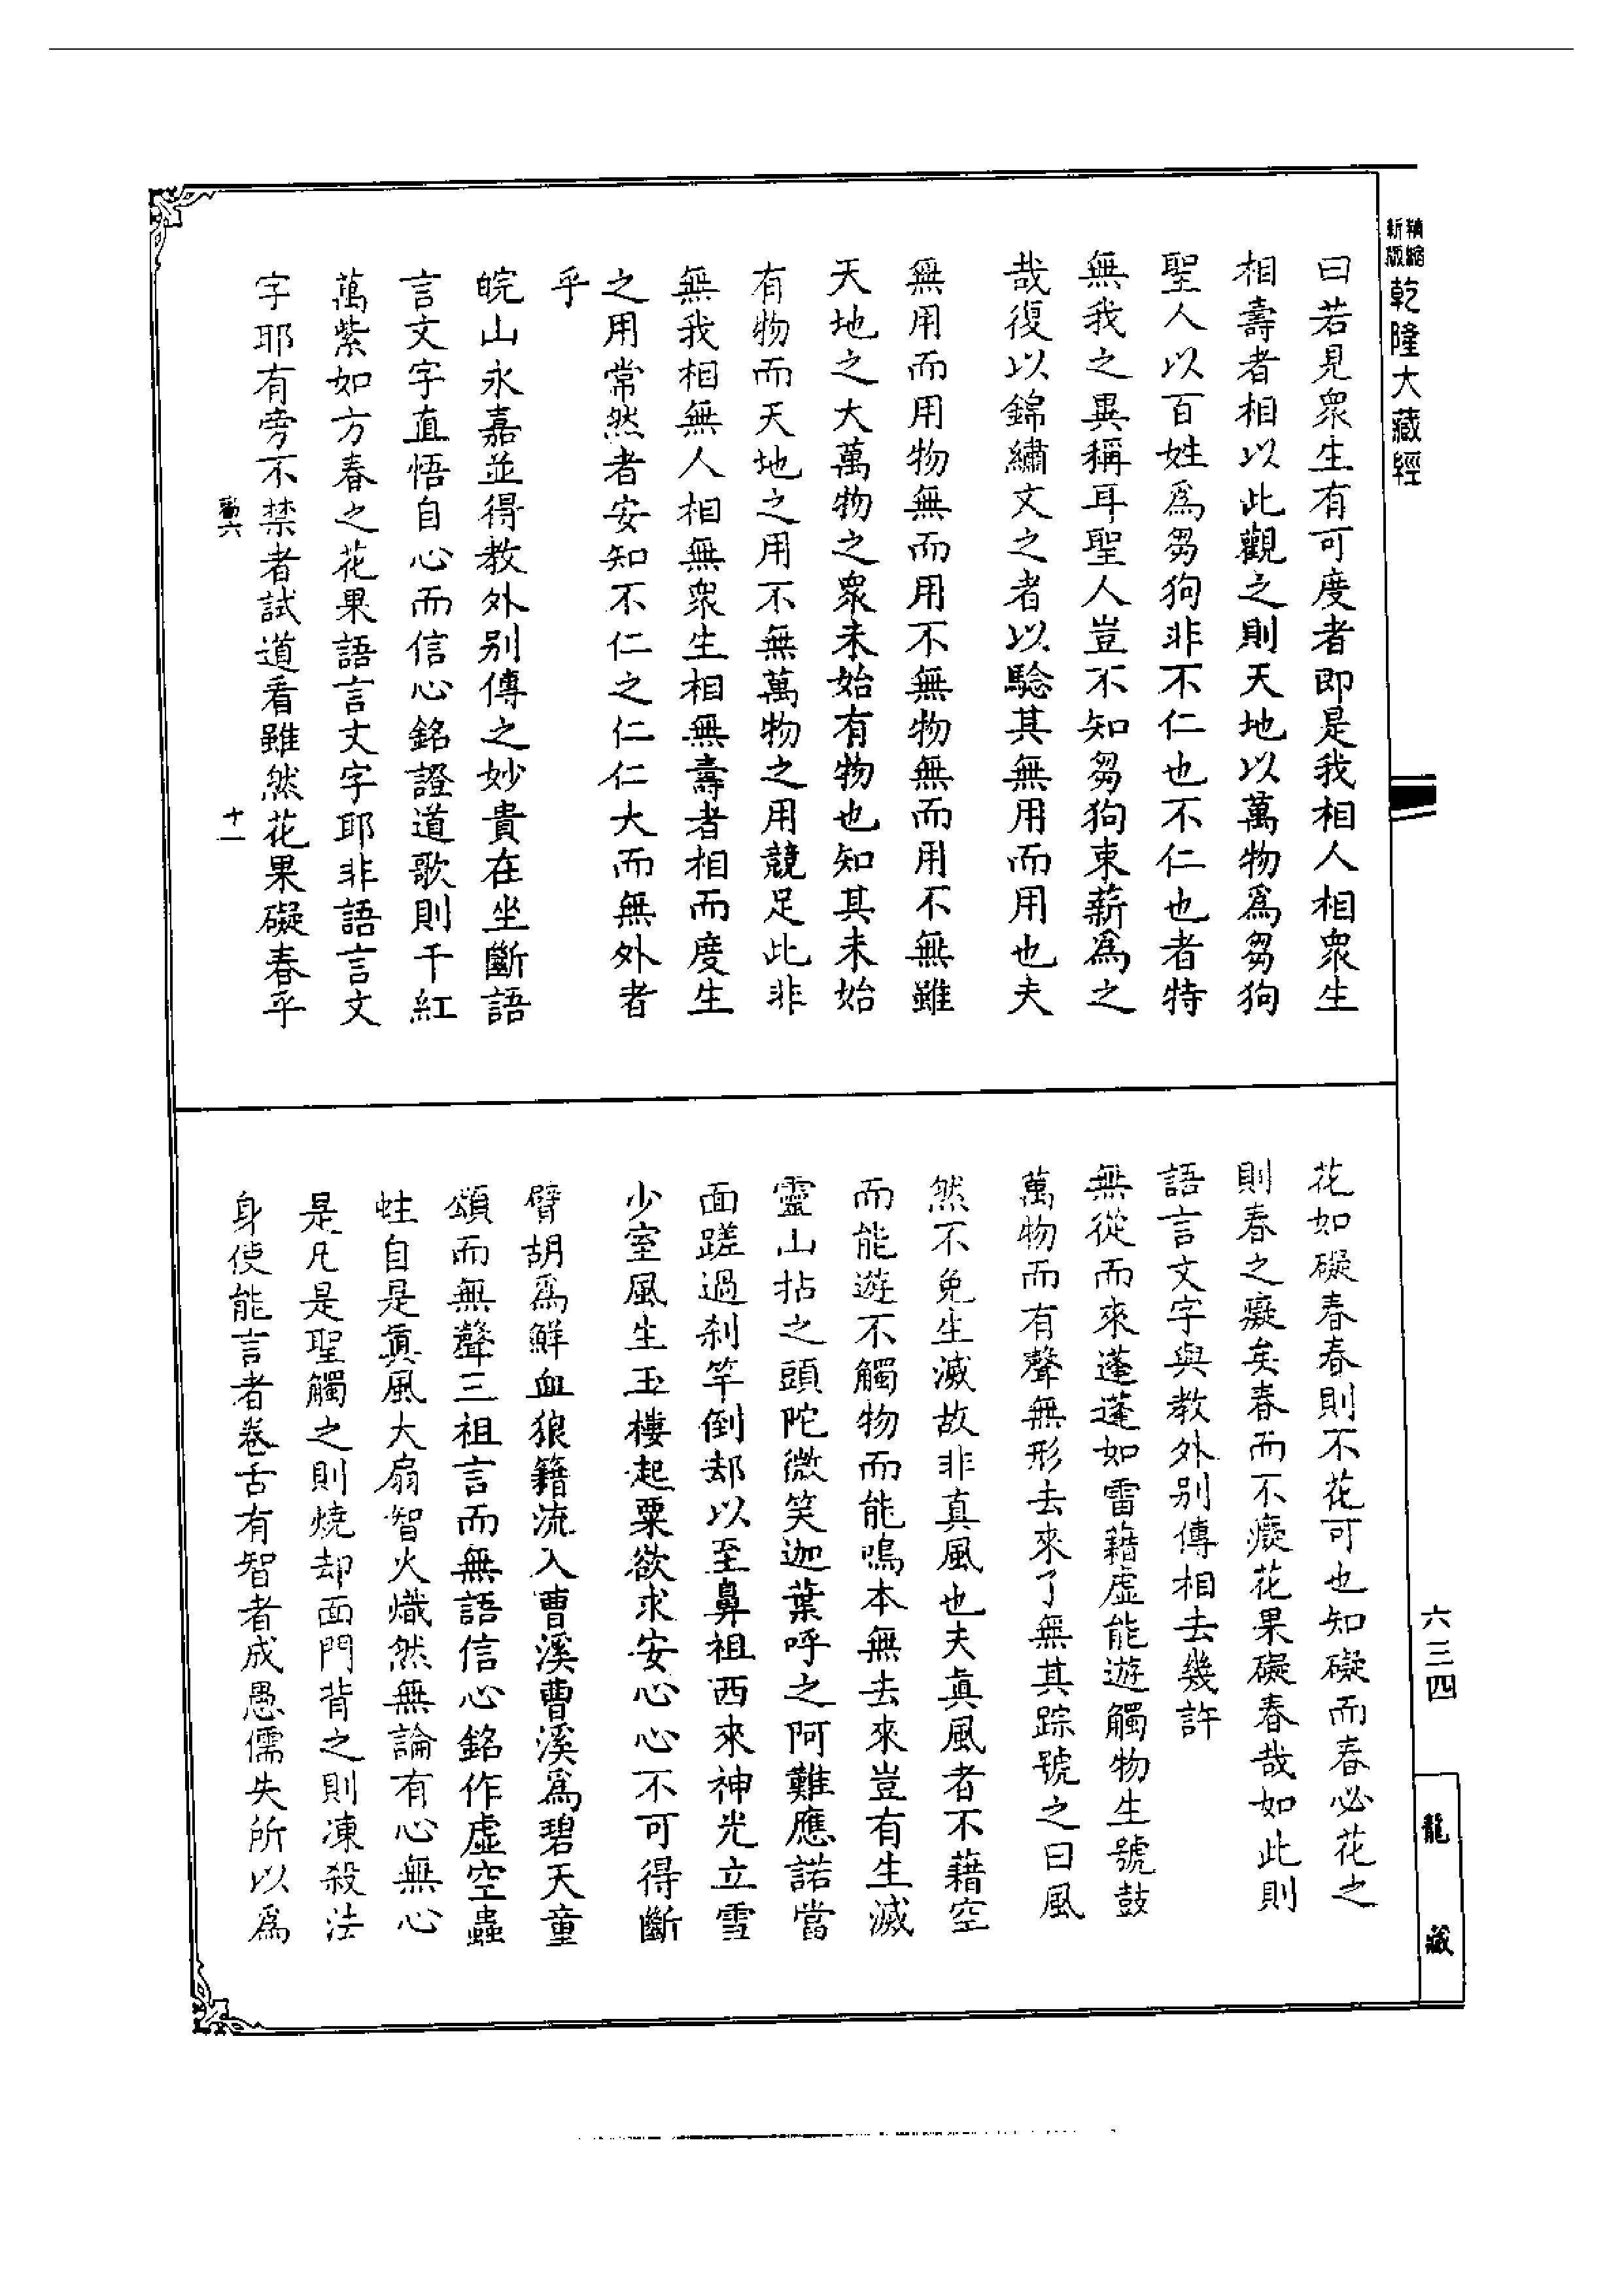 精縮
新版
乾隆大藏經
曰若見衆生有可度者即是我相人相衆生
相壽者相以此觀之則天地以萬物爲芻狗
聖人以百姓爲芻狗非不仁也不仁也者特
無我之異稱耳聖人豈不知芻狗束薪爲之
哉復以錦繡文之者以騐其無用而用也夫
無用而用物無而用不無物無而用不無雖
天地之大萬物之衆未始有物也知其未始
有物而天地之用不無萬物之用競足此非
無我相無人相無衆生相無壽者相而度生
之用常然者安知不仁之仁仁大而無外者
乎
皖山永嘉並得教外別傳之妙貴在坐斷語
言文字直悟自心而信心銘證道歌則千紅
萬紫如方春之花果語言文字耶非語言文
字耶有旁不禁者試道看雖然花果礙春乎
六
十一
花如礙春春則不花可也知礙而春必花之
則春之癡矣春而不癡花果礙春哉如此則
語言文字與教外別傳相去幾許
無從而來蓬蓬如雷藉虛能遊觸物生號鼓
萬物而有聲無形去來了無其踪號之曰風
然不免生滅故非真風也夫眞風者不藉空
而能遊不觸物而能鳴本無去來豈有生滅
靈山拈之頭陀微笑迦葉呼之阿難應諾當
面蹉過刹竿倒却以至鼻祖西來神光立雪
少室風生玉樓起粟欲求安心心不可得斷
臂胡爲鮮血狼籍流入曹溪曹溪爲碧天童
頌而無聲三祖言而無語信心銘作虛空蟲
蛀自是眞風大扇智火熾然無論有心無心
是凡是聖觸之則燒却面門背之則凍殺法
身使能言者卷舌有智者成愚儒失所以爲
六三四
龍藏